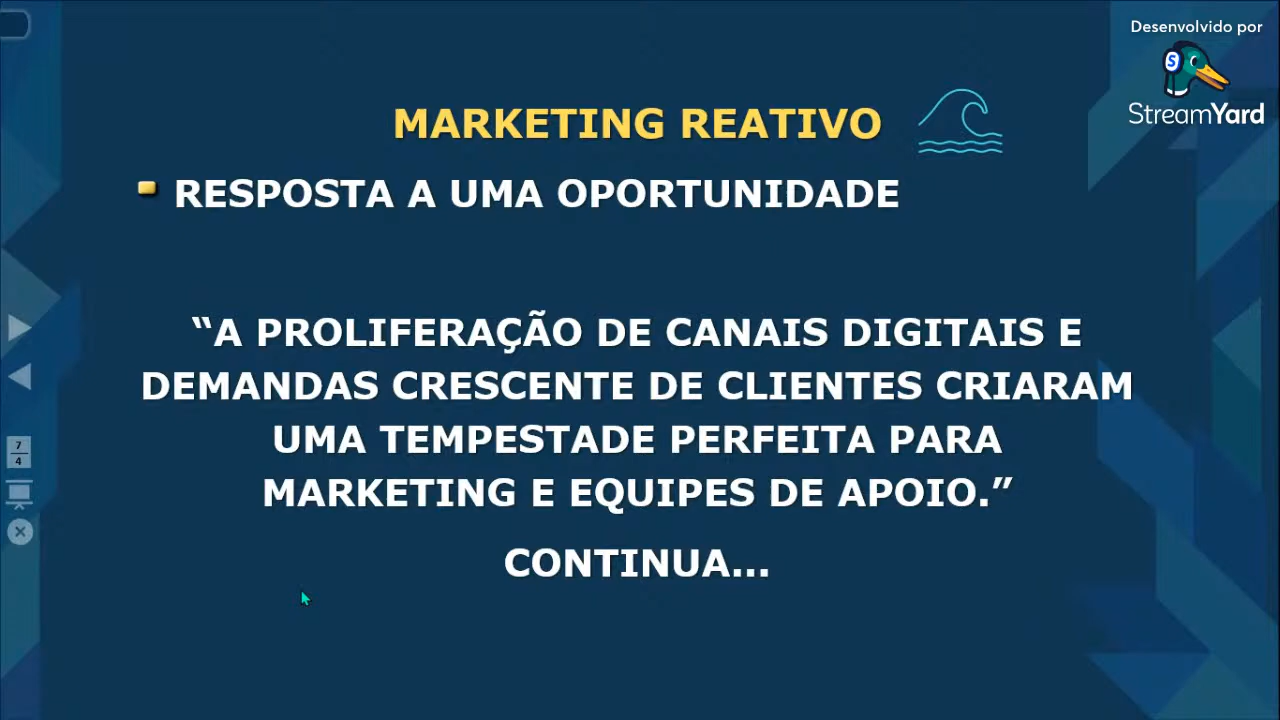 Desenvolvido por
S
StreamYard
MARKETING REATIVO
RESPOSTA A UMA OPORTUNIDADE
“A PROLIFERAÇÃO DE CANAIS DIGITAIS E
DEMANDAS CRESCENTE DE CLIENTES CRIARAM
UMA TEMPESTADE PERFEITA PARA
MARKETING E EQUIPES DE APOIO.”
CONTINUA...
7
4